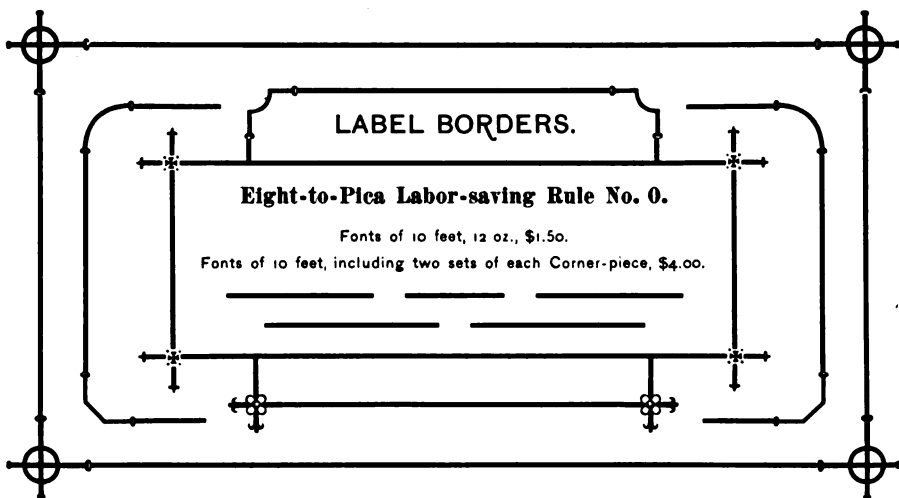 LABEL BORDERS.
Eight-to-Pica Labor-saving Rule No. 0.
Fonts of 10 feet, 12 oz., $1.50.
Fonts of 10 feet, including two sets of each Corner-piece, $4.00.